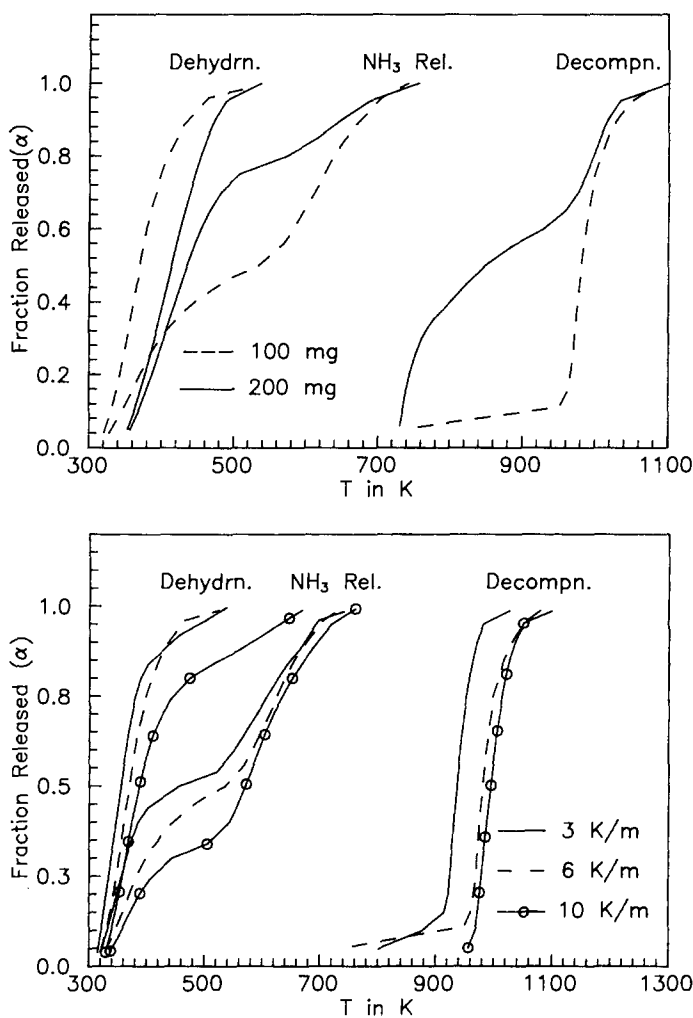 Dehydrn. NH₃ Rel. Decompn.
1.0
0.8
0.6
0.4
0.2
0.0
Fraction Released(α)
100 mg
200 mg
300 500 700 900 1100
T in K
Dehydrn. NH₃ Rel. Decompn.
1.0
0.8
0.5
0.3
0.0
Fraction Released (α)
3 K/m
6 K/m
10 K/m
300 500 700 900 1100 1300
T in K